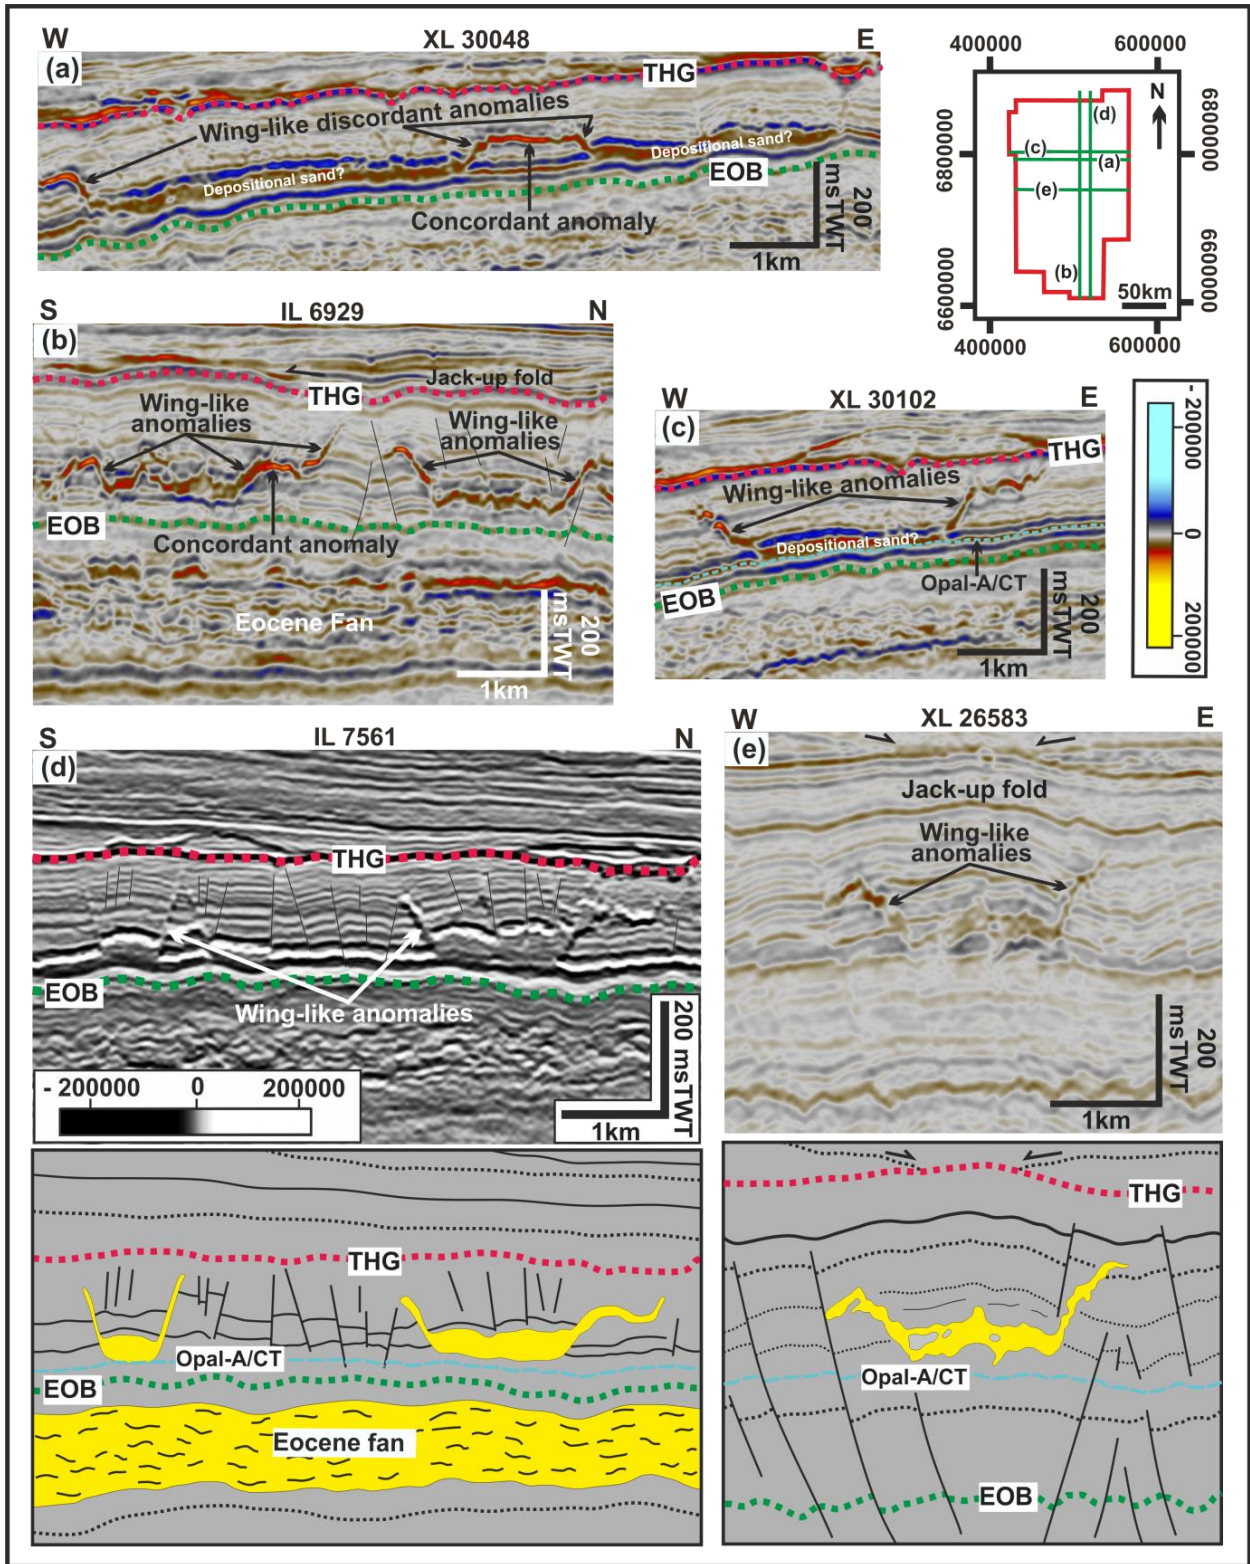 W XL 30048 E
(a)
THG
Wing-like discordant anomalies
Depositional sand?
Depositional sand?
EOB
Concordant anomaly
200
msTWT
1km
400000 600000
N
(d)
(c)
(a)
(e)
(b)
6800000
6800000
6600000
6600000
50km
400000 600000
S IL 6929 N
(b)
THG
Jack-up fold
Wing-like
anomalies
Wing-like
anomalies
EOB
Concordant anomaly
Eocene Fan
200
msTWT
1km
W XL 30102 E
(c)
THG
Wing-like anomalies
Depositional sand?
Opal-A/CT
EOB
200
msTWT
1km
- 200000
0
200000
S IL 7561 N
(d)
THG
EOB
Wing-like anomalies
- 200000 0 200000
200 msTWT
1km
W XL 26583 E
(e)
Jack-up fold
Wing-like
anomalies
200
msTWT
1km
THG
Opal-A/CT
EOB
Eocene fan
THG
Opal-A/CT
EOB